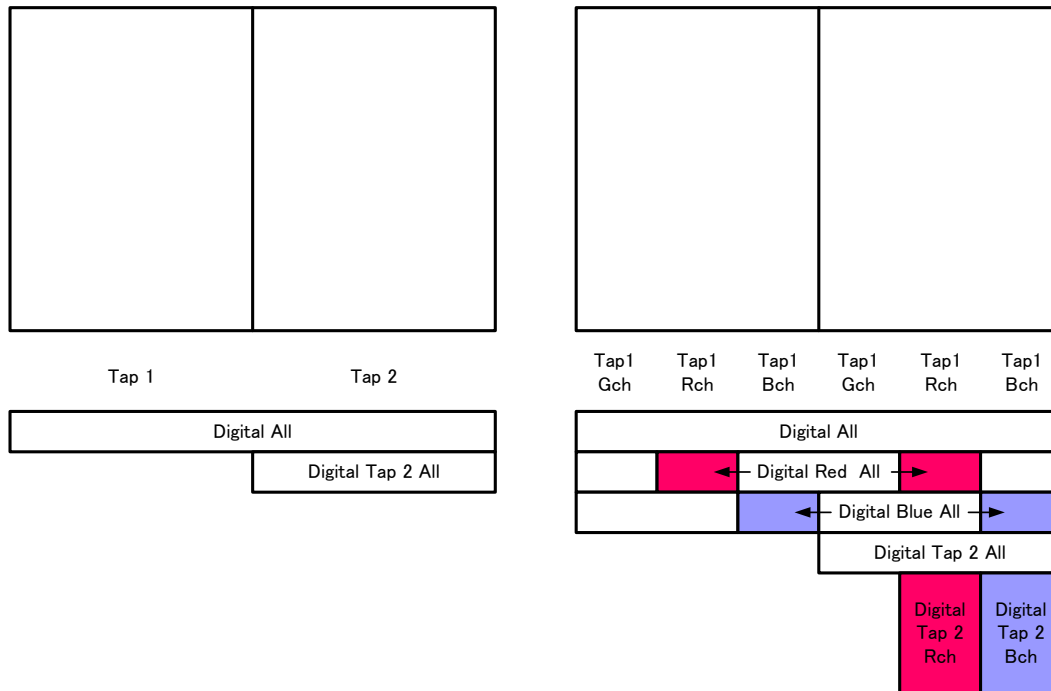 Tap 1
Tap 2
Tap1 Gch
Tap1 Rch
Tap1 Bch
Tap1 Gch
Tap1 Rch
Tap1 Bch
Digital All
Digital Tap 2 All
Digital All
Digital Red All
Digital Blue All
Digital Tap 2 All
Digital
Tap 2
Rch
Digital
Tap 2
Bch